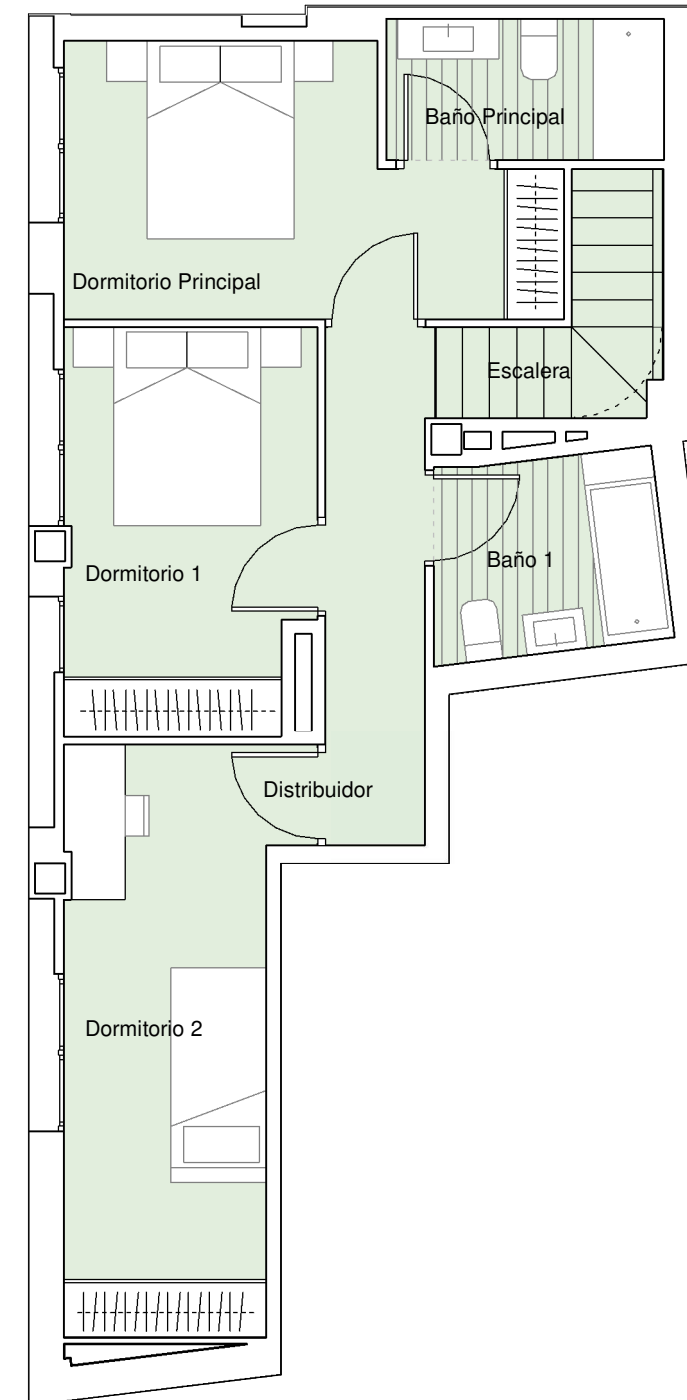 Baño Principal
Dormitorio Principal
Escalera
Dormitorio 1
Baño 1
Distribuidor
Dormitorio 2